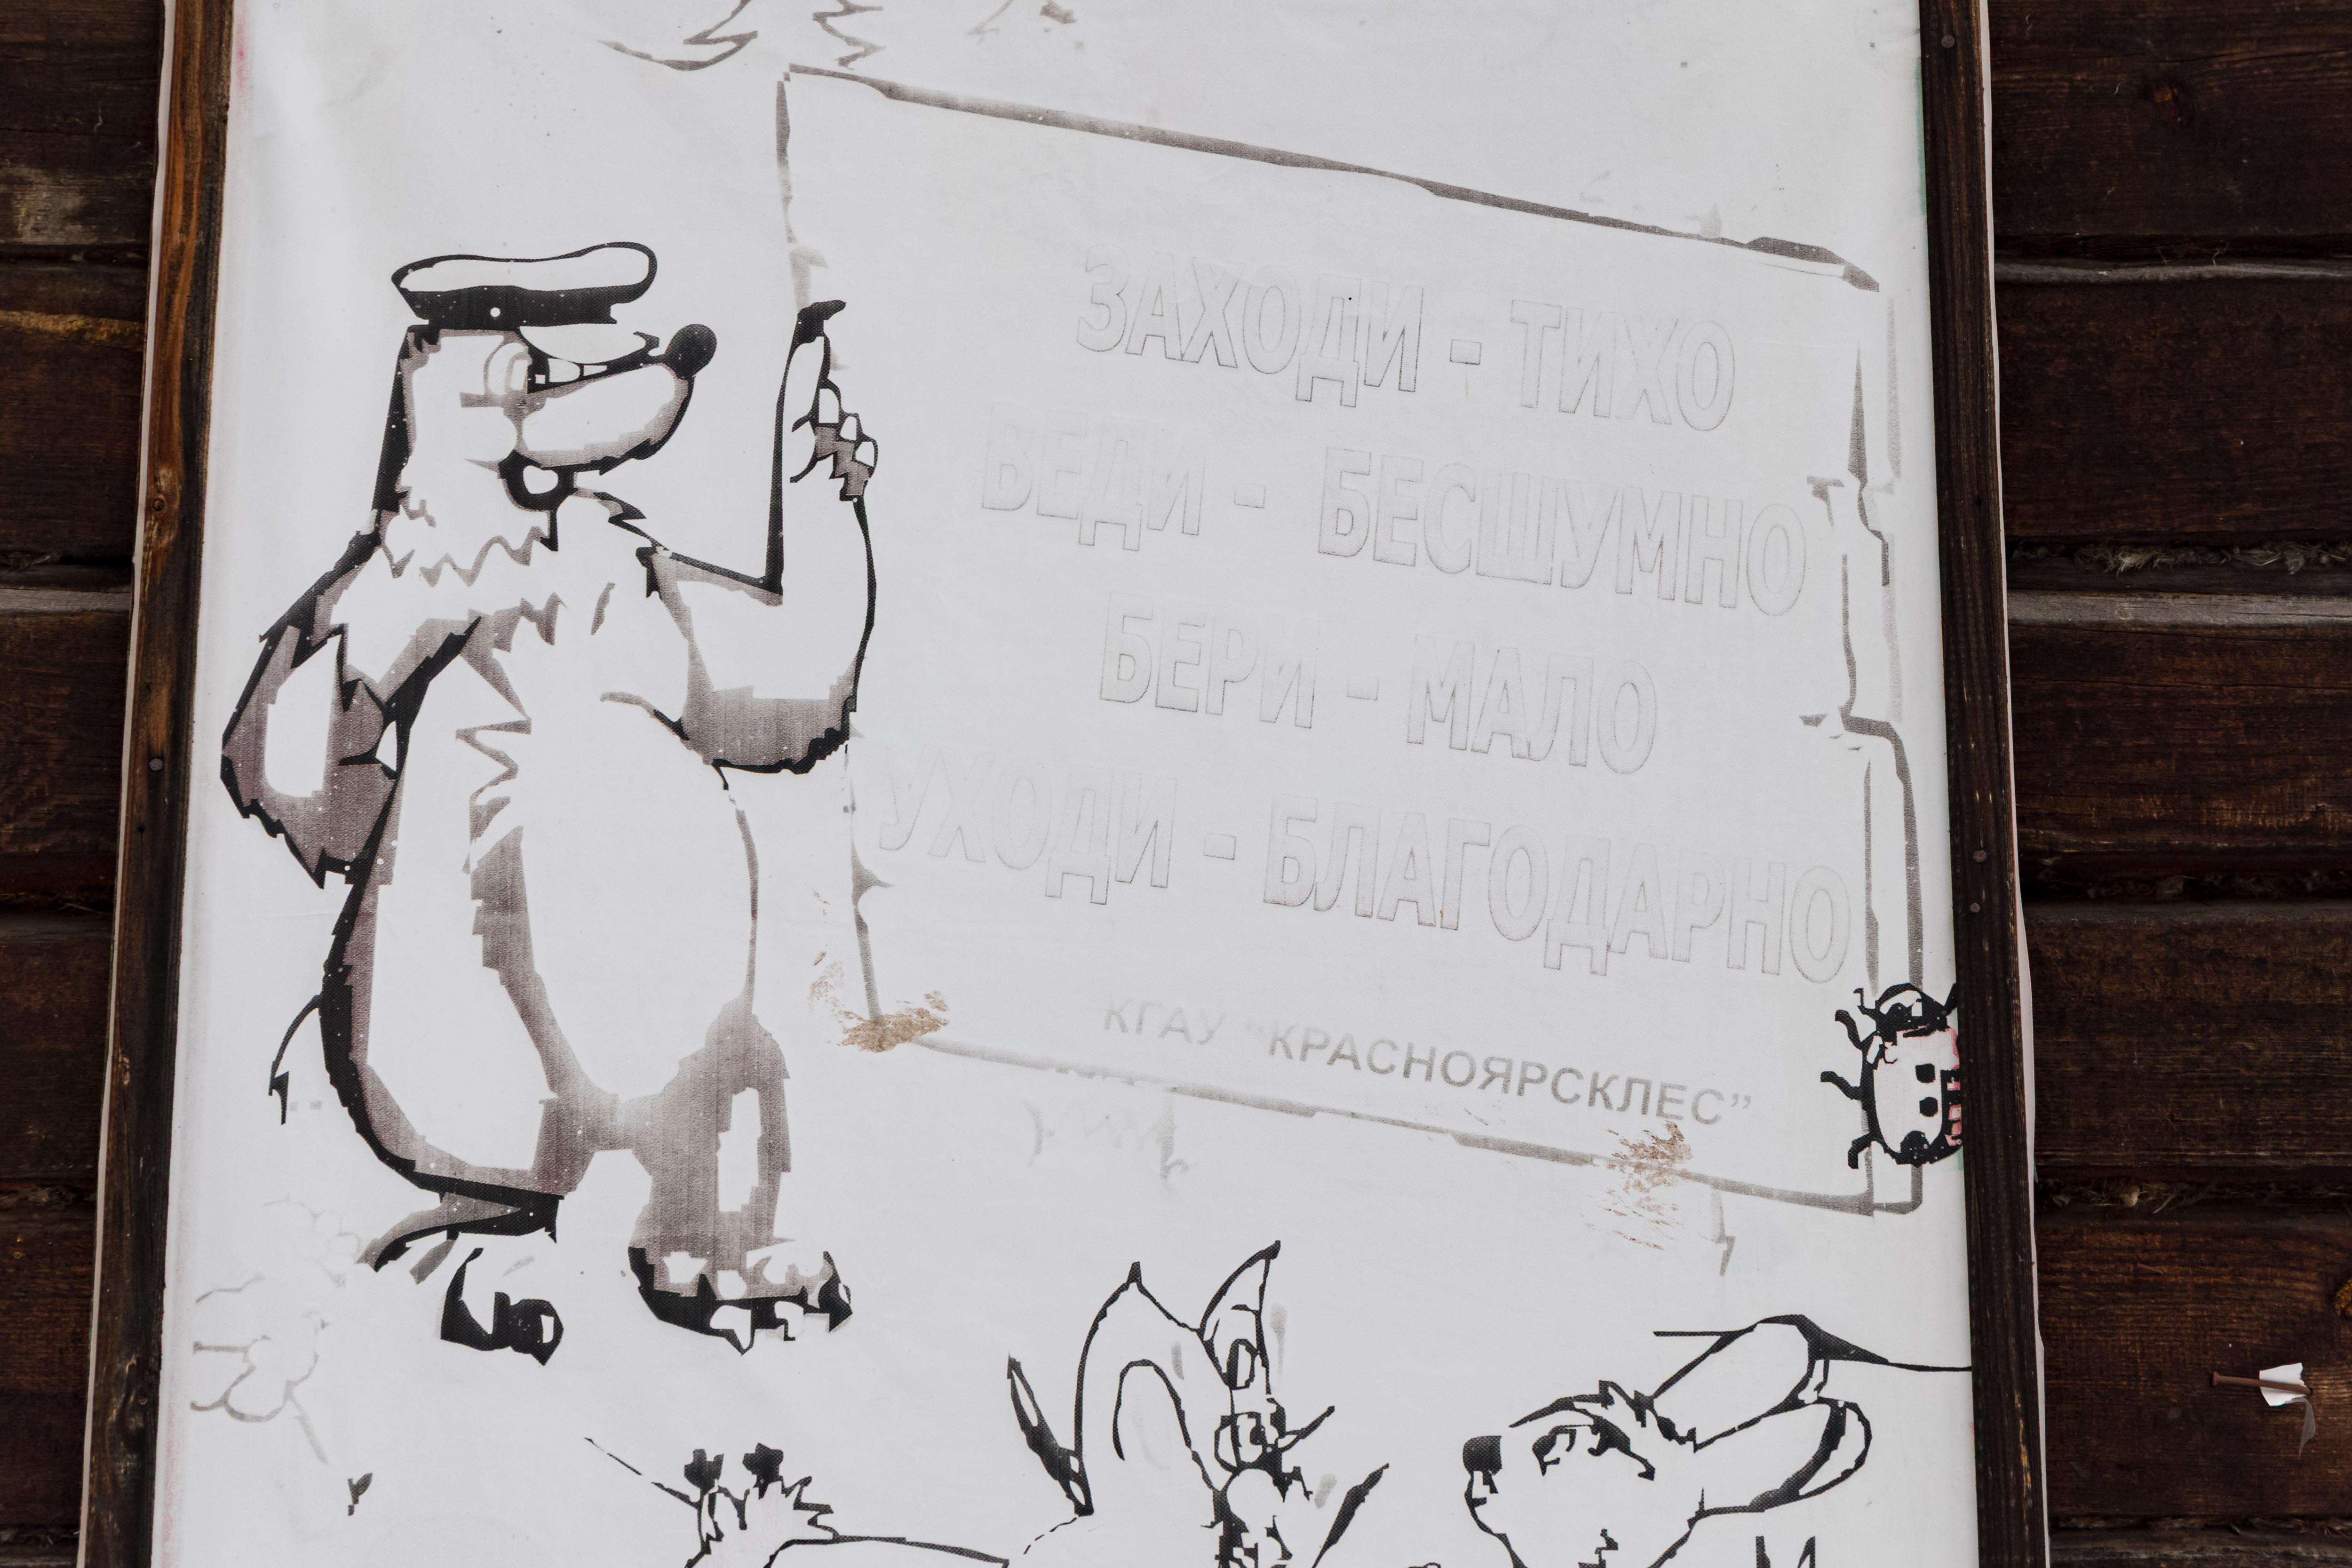 ЗАХОДИ - ТИХО
ВЕДИ - БЕСШУМНО
БЕРИ - МАЛО
УХОДИ - БЛАГОДАРНО
КГАУ "КРАСНОЯРСКЛЕС”